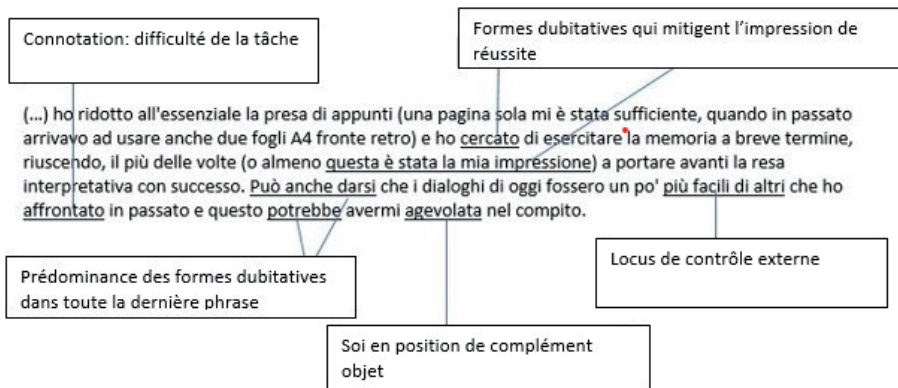 Connotation: difficulté de la tâche
Formes dubitatives qui mitigent l’impression de
réussite
(...) ho ridotto all'essenziale la presa di appunti (una pagina sola mi è stata sufficiente, quando in passato
arrivavo ad usare anche due fogli A4 fronte retro) e ho cercato di esercitare la memoria a breve termine,
riuscendo, il più delle volte (o almeno questa è stata la mia impressione) a portare avanti la resa
interpretativa con successo. Può anche darsi che i dialoghi di oggi fossero un po' più facili di altri che ho
affrontato in passato e questo potrebbe avermi agevolata nel compito.
Prédominance des formes dubitatives
dans toute la dernière phrase
Locus de contrôle externe
Soi en position de complément
objet